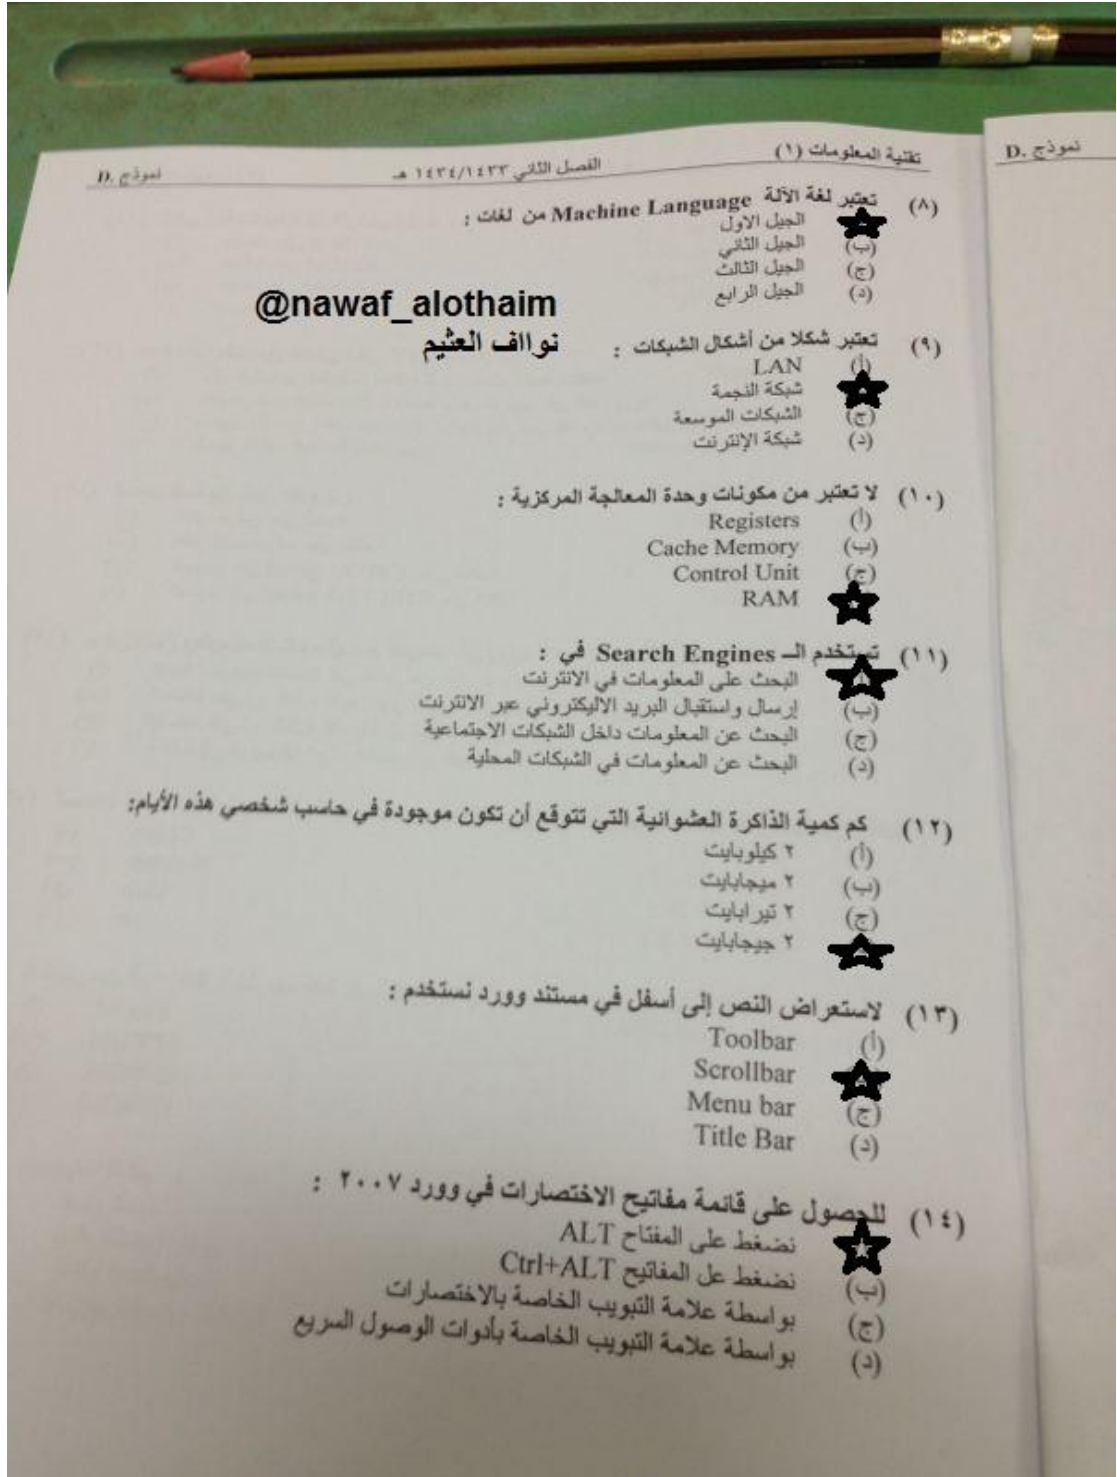 نموذج .D
تقنية المعلومات (١)
الفصل الثاني ١٤٣٤/١٤٣٣ هـ
نموذج .D
(٨) تعتبر لغة الآلة Machine Language من لغات :
الجيل الاول
(ب) الجيل الثاني
(ج) الجيل الثالث
(د) الجيل الرابع
@nawaf_alothaim
نوااف العثيم
(٩) تعتبر شكلا من أشكال الشبكات :
(أ) LAN
شبكة النجمة
(ج) الشبكات الموسعة
(د) شبكة الإنترنت
(١٠) لا تعتبر من مكونات وحدة المعالجة المركزية :
(أ) Registers
(ب) Cache Memory
(ج) Control Unit
RAM
(١١) تستخدم الـ Search Engines في :
البحث على المعلومات في الانترنت
(ب) إرسال واستقبال البريد الاليكتروني عبر الانترنت
(ج) البحث عن المعلومات داخل الشبكات الاجتماعية
(د) البحث عن المعلومات في الشبكات المحلية
(١٢) كم كمية الذاكرة العشوائية التي تتوقع أن تكون موجودة في حاسب شخصي هذه الأيام:
(أ) ٢ كيلوبايت
(ب) ٢ ميجابايت
(ج) ٢ تيرابايت
٢ جيجابايت
(١٣) لاستعراض النص إلى أسفل في مستند وورد نستخدم :
(أ) Toolbar
Scrollbar
(ج) Menu bar
(د) Title Bar
(١٤) للحصول على قائمة مفاتيح الاختصارات في وورد ٢٠٠٧ :
نضغط على المفتاح ALT
(ب) نضغط عل المفاتيح Ctrl+ALT
(ج) بواسطة علامة التبويب الخاصة بالاختصارات
(د) بواسطة علامة التبويب الخاصة بأدوات الوصول السريع